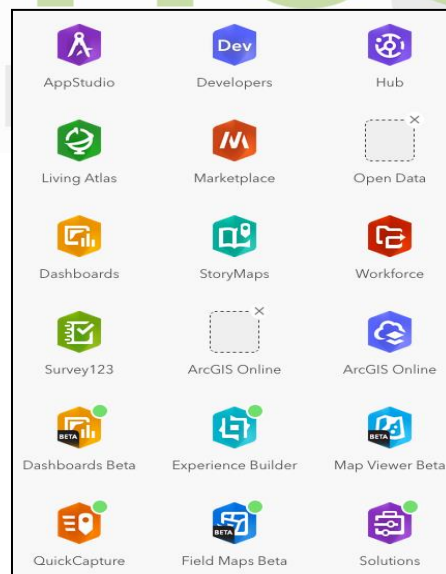 Dev
AppStudio Developers Hub
Living Atlas Marketplace Open Data
Dashboards StoryMaps Workforce
Survey123 ArcGIS Online ArcGIS Online
BETA BETA
Dashboards Beta Experience Builder Map Viewer Beta
BETA
QuickCapture Field Maps Beta Solutions